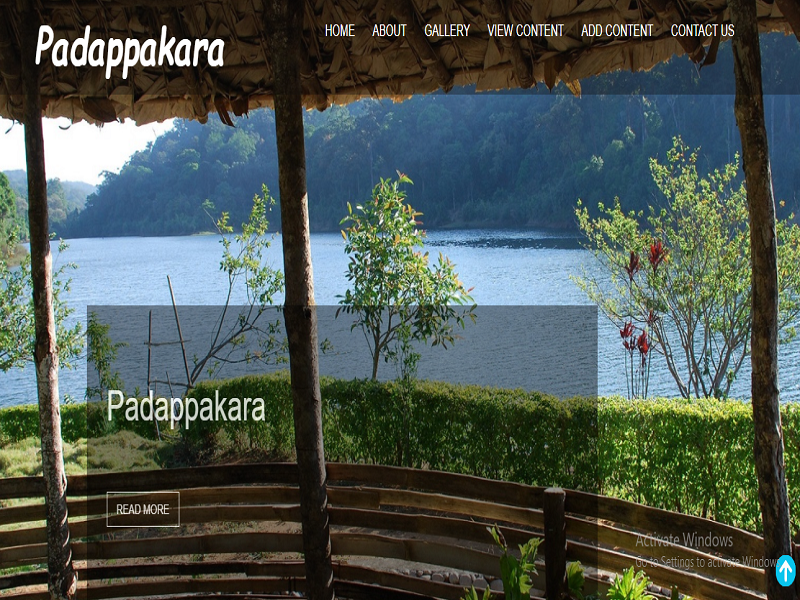 Padappakara
HOME ABOUT GALLERY VIEW CONTENT ADD CONTENT CONTACT US
Padappakara
READ MORE
Activate Windows
Go to Settings to activate Windows